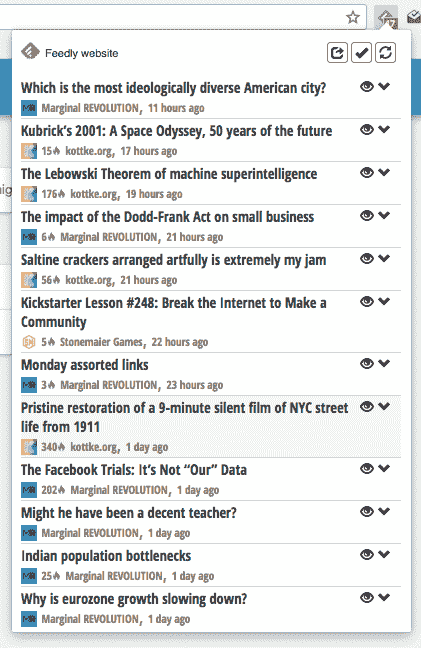 Feedly website
Which is the most ideologically diverse American city?
Marginal REVOLUTION, 11 hours ago
Kubrick's 2001: A Space Odyssey, 50 years of the future
15 kottke.org, 17 hours ago
The Lebowski Theorem of machine superintelligence
176 kottke.org, 19 hours ago
The impact of the Dodd-Frank Act on small business
6 Marginal REVOLUTION, 21 hours ago
Saltine crackers arranged artfully is extremely my jam
56 kottke.org, 21 hours ago
Kickstarter Lesson #248: Break the Internet to Make a
Community
5 Stonemaier Games, 22 hours ago
Monday assorted links
3 Marginal REVOLUTION, 23 hours ago
Pristine restoration of a 9-minute silent film of NYC street
life from 1911
340 kottke.org, 1 day ago
The Facebook Trials: It's Not “Our” Data
202 Marginal REVOLUTION, 1 day ago
Might he have been a decent teacher?
Marginal REVOLUTION, 1 day ago
Indian population bottlenecks
25 Marginal REVOLUTION, 1 day ago
Why is eurozone growth slowing down?
Marginal REVOLUTION, 1 day ago